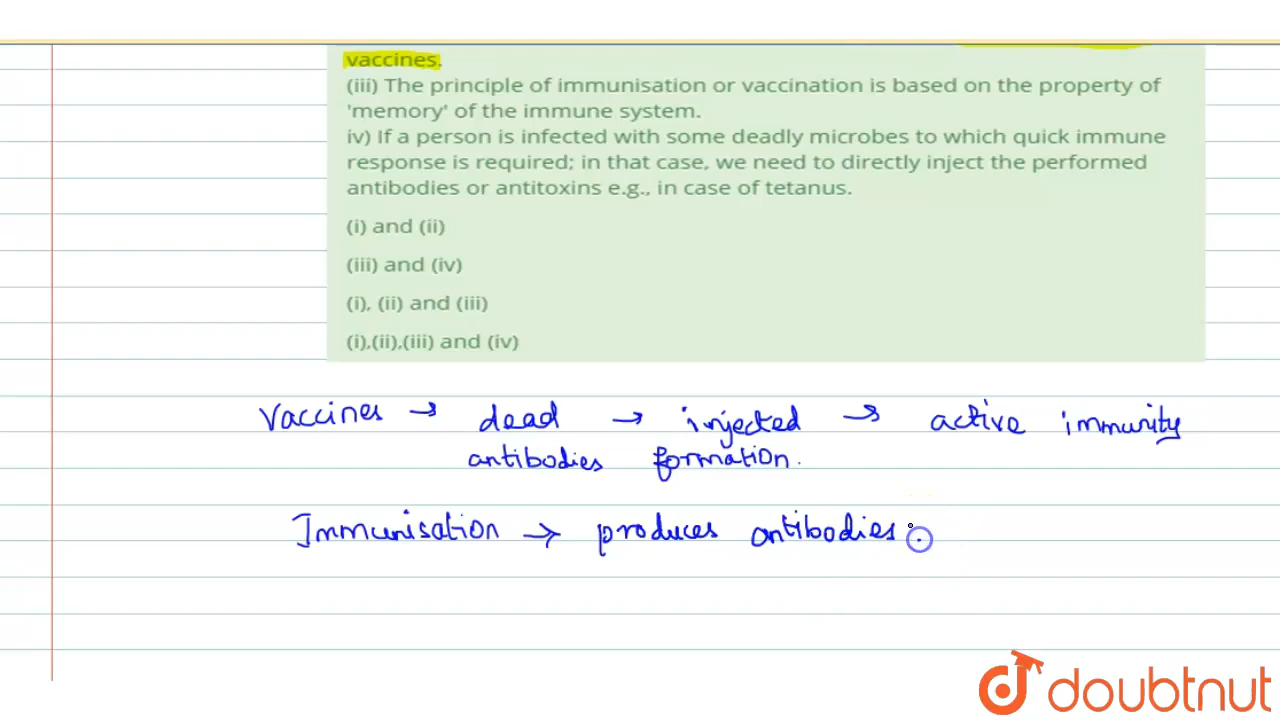 vaccines.
(iii) The principle of immunisation or vaccination is based on the property of
'memory' of the immune system.
iv) If a person is infected with some deadly microbes to which quick immune
response is required; in that case, we need to directly inject the performed
antibodies or antitoxins e.g., in case of tetanus.
(i) and (ii)
(iii) and (iv)
(i), (ii) and (iii)
(i),(ii),(iii) and (iv)
Vaccines → dead → injected → active immunity
antibodies formation.
Immunisation → produces antibodies.
doubtnut